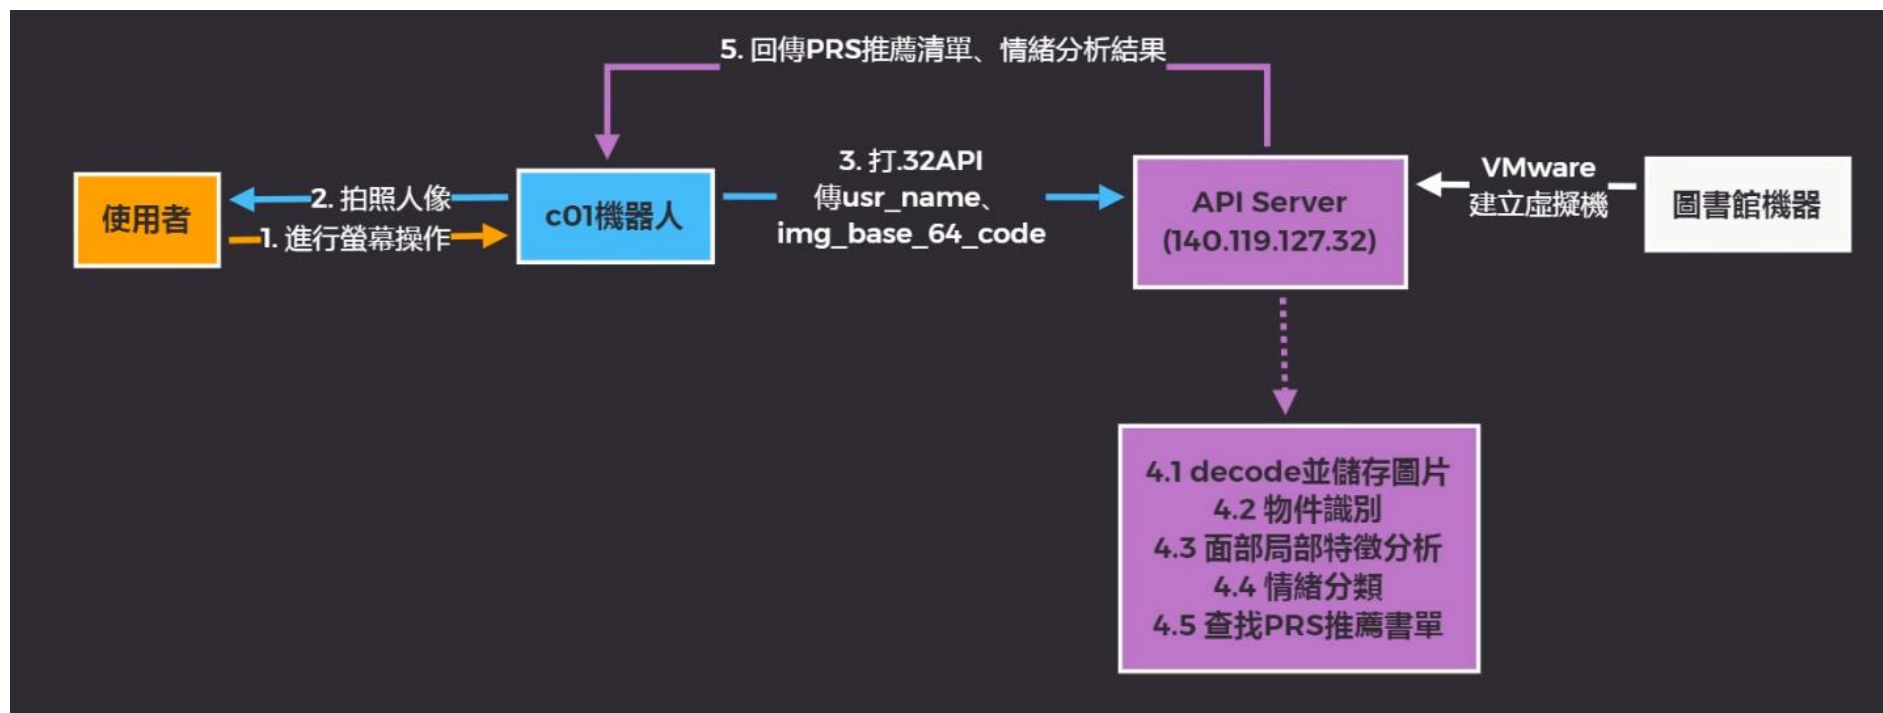 5. 回傳PRS推薦清單、情緒分析結果
使用者
2. 拍照人像
1. 進行螢幕操作
c01機器人
3. 打.32API
傳usr_name、
img_base_64_code
API Server
(140.119.127.32)
VMware
建立虛擬機
圖書館機器
4.1 decode並儲存圖片
4.2 物件識別
4.3 面部局部特徵分析
4.4 情緒分類
4.5 查找PRS推薦書單